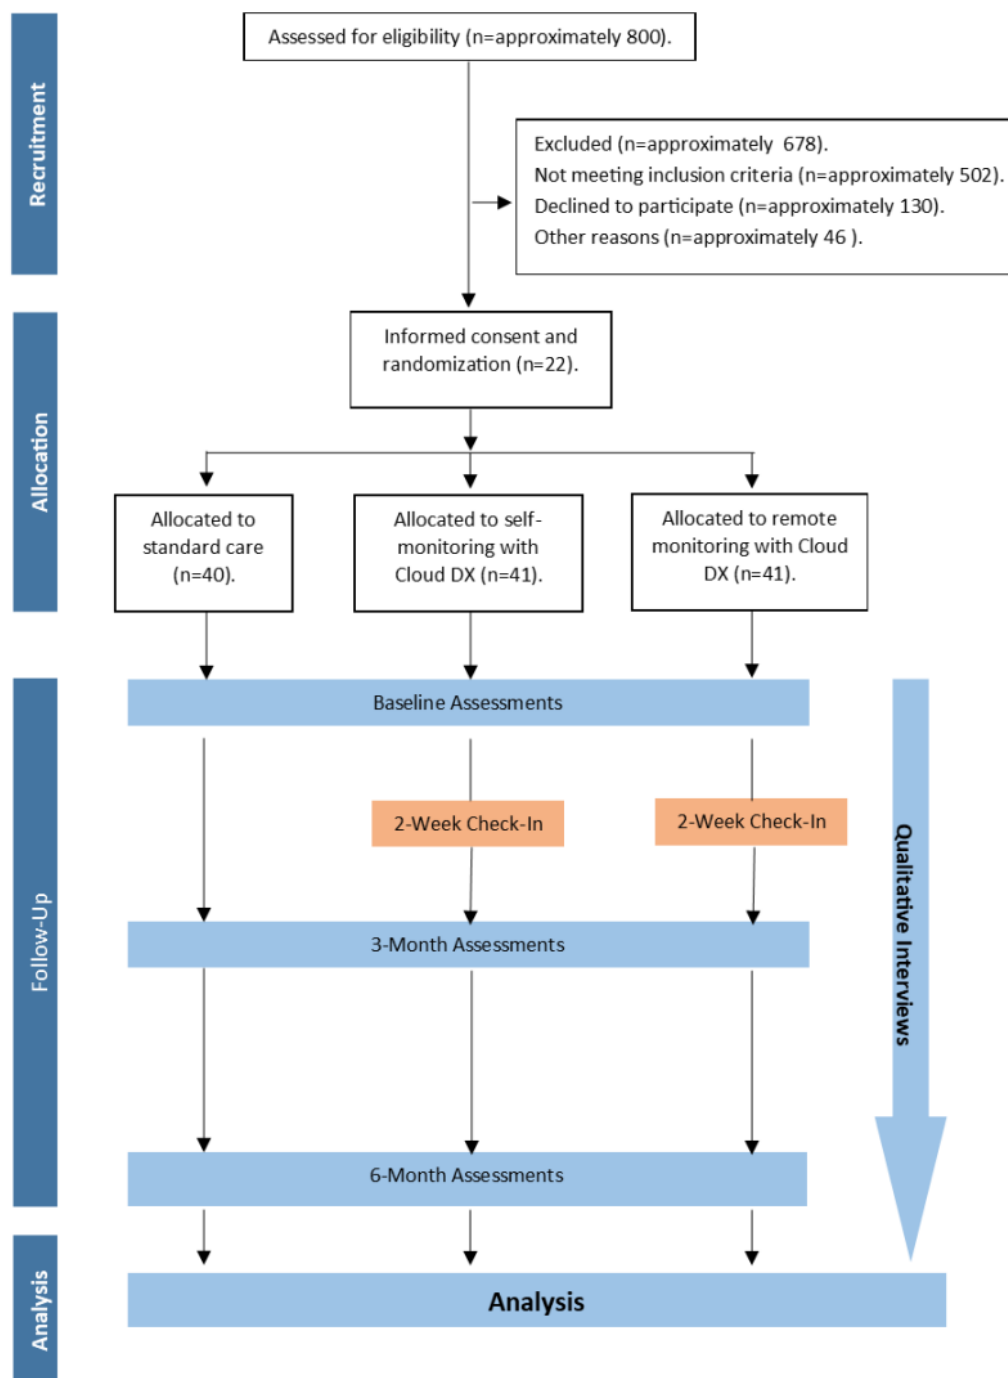 Recruitment
Assessed for eligibility (n=approximately 800).
Excluded (n=approximately 678).
Not meeting inclusion criteria (n=approximately 502).
Declined to participate (n=approximately 130).
Other reasons (n=approximately 46 ).
Allocation
Informed consent and
randomization (n=22).
Allocated to
standard care
(n=40).
Allocated to self-
monitoring with
Cloud DX (n=41).
Allocated to remote
monitoring with Cloud
DX (n=41).
Follow-Up
Baseline Assessments
2-Week Check-In
2-Week Check-In
3-Month Assessments
6-Month Assessments
Qualitative Interviews
Analysis
Analysis